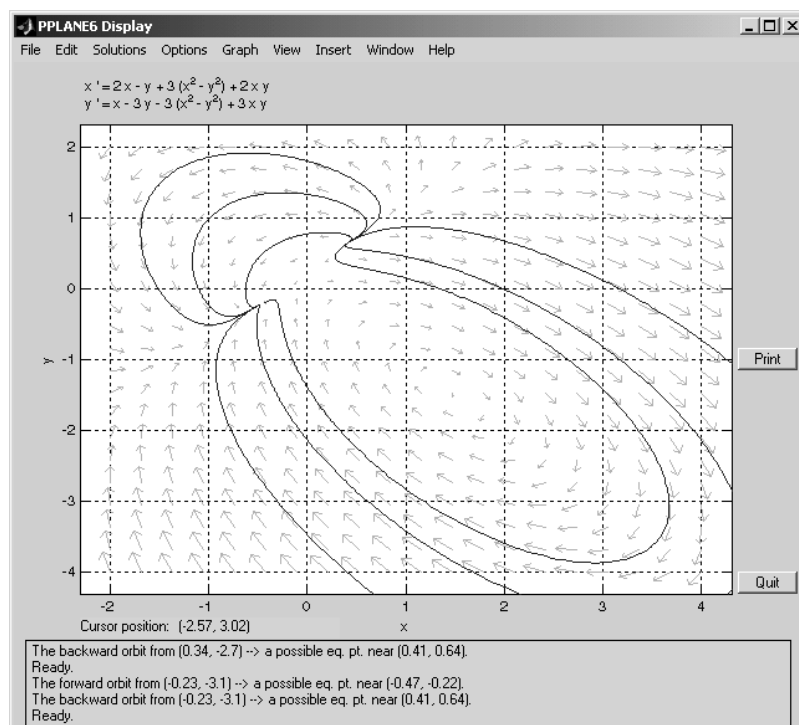 PPLANE6 Display
File Edit Solutions Options Graph View Insert Window Help
x ' = 2 x - y + 3 (x² - y²) + 2 x y
y ' = x - 3 y - 3 (x² - y²) + 3 x y
2
1
0
-1
-2
-3
-4
y
-2 -1 0 1 2 3 4
x
Print
Quit
Cursor position: (-2.57, 3.02)
The backward orbit from (0.34, -2.7) --> a possible eq. pt. near (0.41, 0.64).
Ready.
The forward orbit from (-0.23, -3.1) --> a possible eq. pt. near (-0.47, -0.22).
The backward orbit from (-0.23, -3.1) --> a possible eq. pt. near (0.41, 0.64).
Ready.